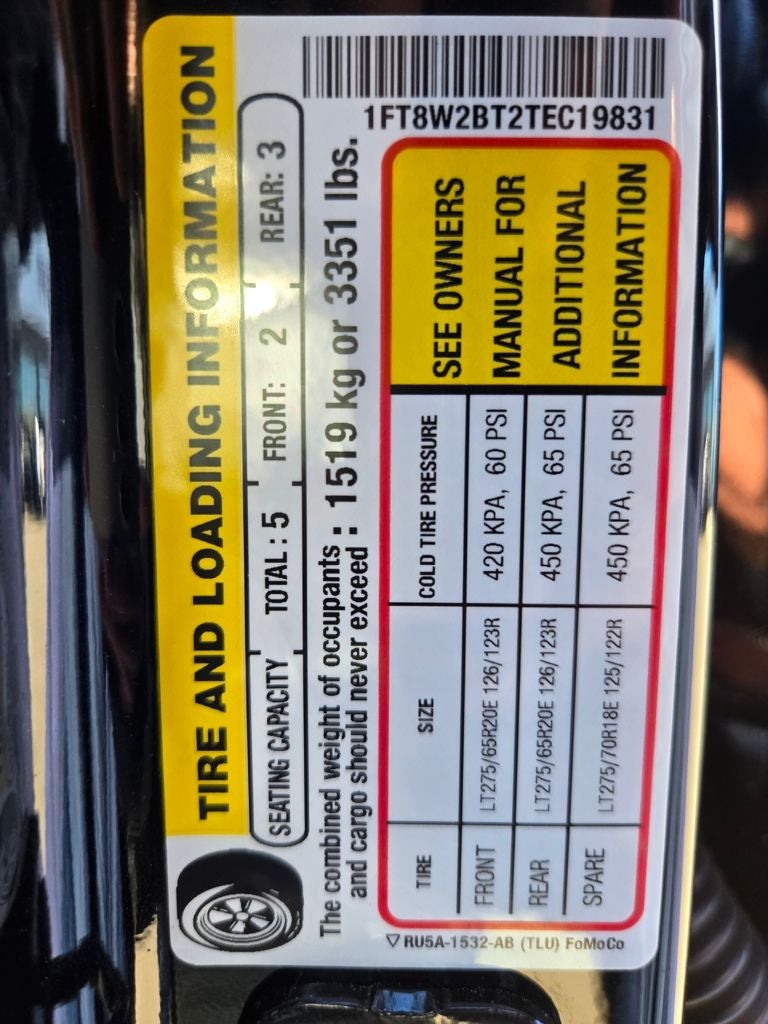 TIRE AND LOADING INFORMATION
SEATING CAPACITY TOTAL : 5 FRONT: 2 REAR: 3
The combined weight of occupants
and cargo should never exceed : 1519 kg or 3351 lbs.
1FT8W2BT2TEC19831
TIRE SIZE COLD TIRE PRESSURE
FRONT LT275/65R20E 126/123R 420 KPA, 60 PSI
REAR LT275/65R20E 126/123R 450 KPA, 65 PSI
SPARE LT275/70R18E 125/122R 450 KPA, 65 PSI
SEE OWNERS
MANUAL FOR
ADDITIONAL
INFORMATION
RU5A-1532-AB (TLU) FoMoCo